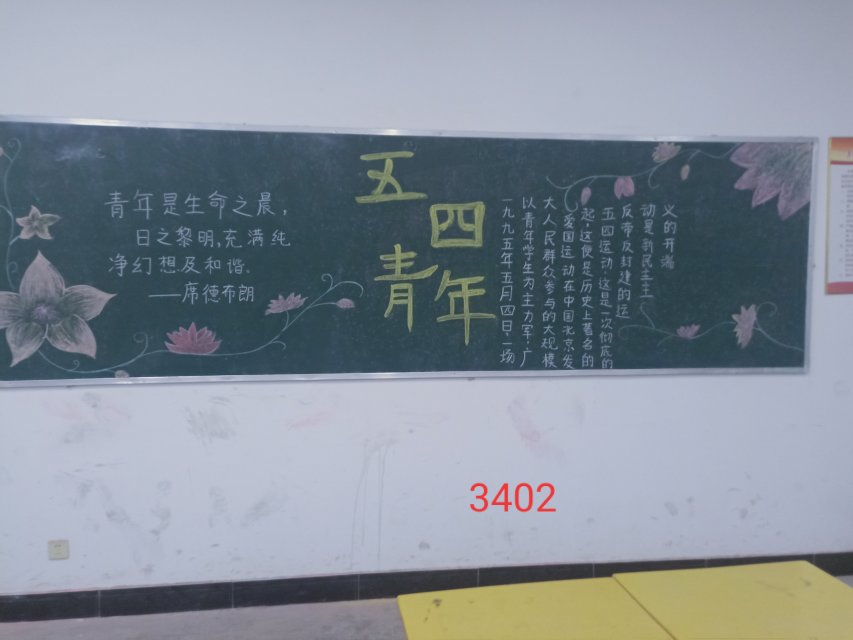 青年是生命之晨，
日之黎明，充满纯
净幻想及和谐。
——席德布朗
五四
青年
一九九五年五月四日，一场
以青年学生为主力军，广
大人民群众参与的大规模
爱国运动在中国北京发
起，这便是历史上著名的
五四运动，这是一次彻底的
反帝反封建的运
动是新民主主
义的开端
3402